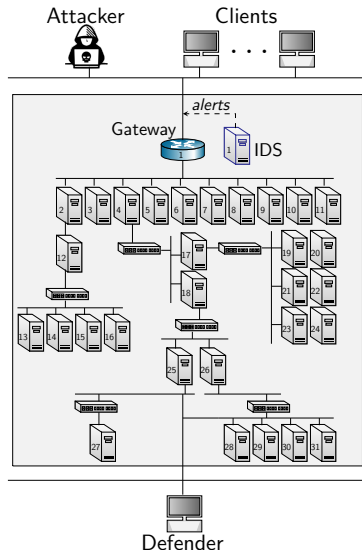 Attacker Clients
. . .
alerts
Gateway
1 1 IDS
2 3 4 5 6 7 8 9 10 11
12 17 19 20
18 21 22
13 14 15 16 23 24
25 26
27 28 29 30 31
Defender